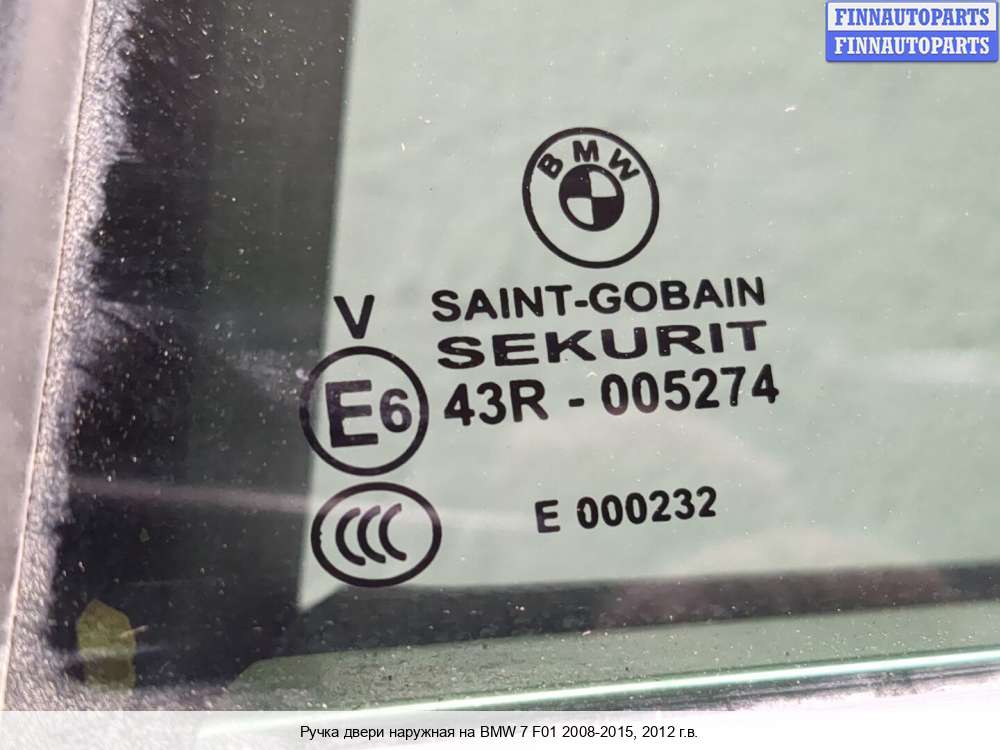 FINNAUTOPARTS
FINNAUTOPARTS
BMW
V
SAINT-GOBAIN
SEKURIT
E6
43R - 005274
CCC
E 000232
Ручка двери наружная на BMW 7 F01 2008-2015, 2012 г.в.